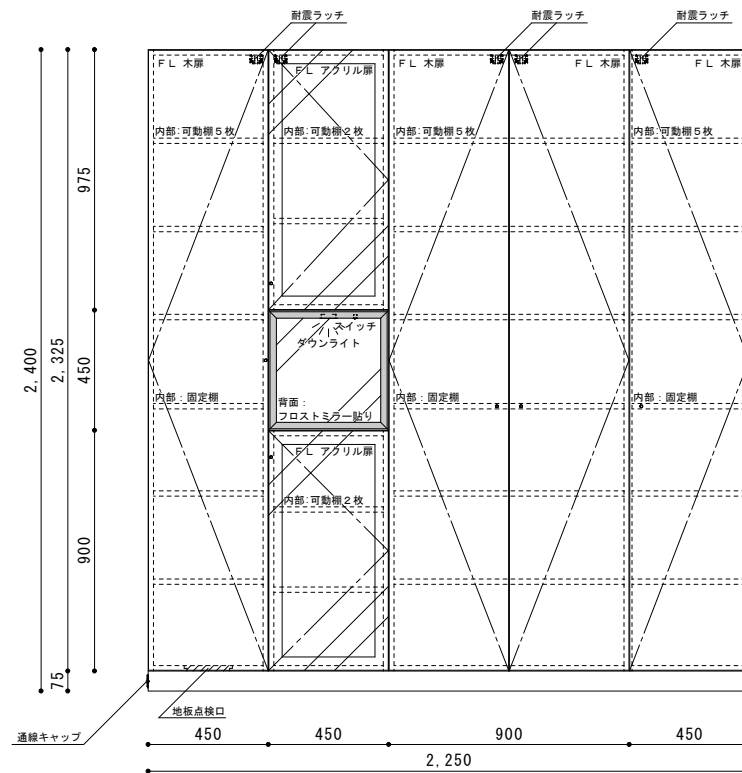 耐震ラッチ
耐震ラッチ
耐震ラッチ
ＦＬ 木扉
ＦＬ アクリル扉
ＦＬ 木扉
ＦＬ 木扉
ＦＬ 木扉
内部:可動棚５枚
内部:可動棚２枚
内部:可動棚５枚
内部:可動棚5枚
975
スイッチ
ダウンライト
2,400
2,325
450
内部：固定棚
背面：
フロストミラー貼り
内部：固定棚
内部：固定棚
ＦＬ アクリル扉
内部:可動棚２枚
900
75
地板点検口
通線キャップ
450
450
900
450
2,250